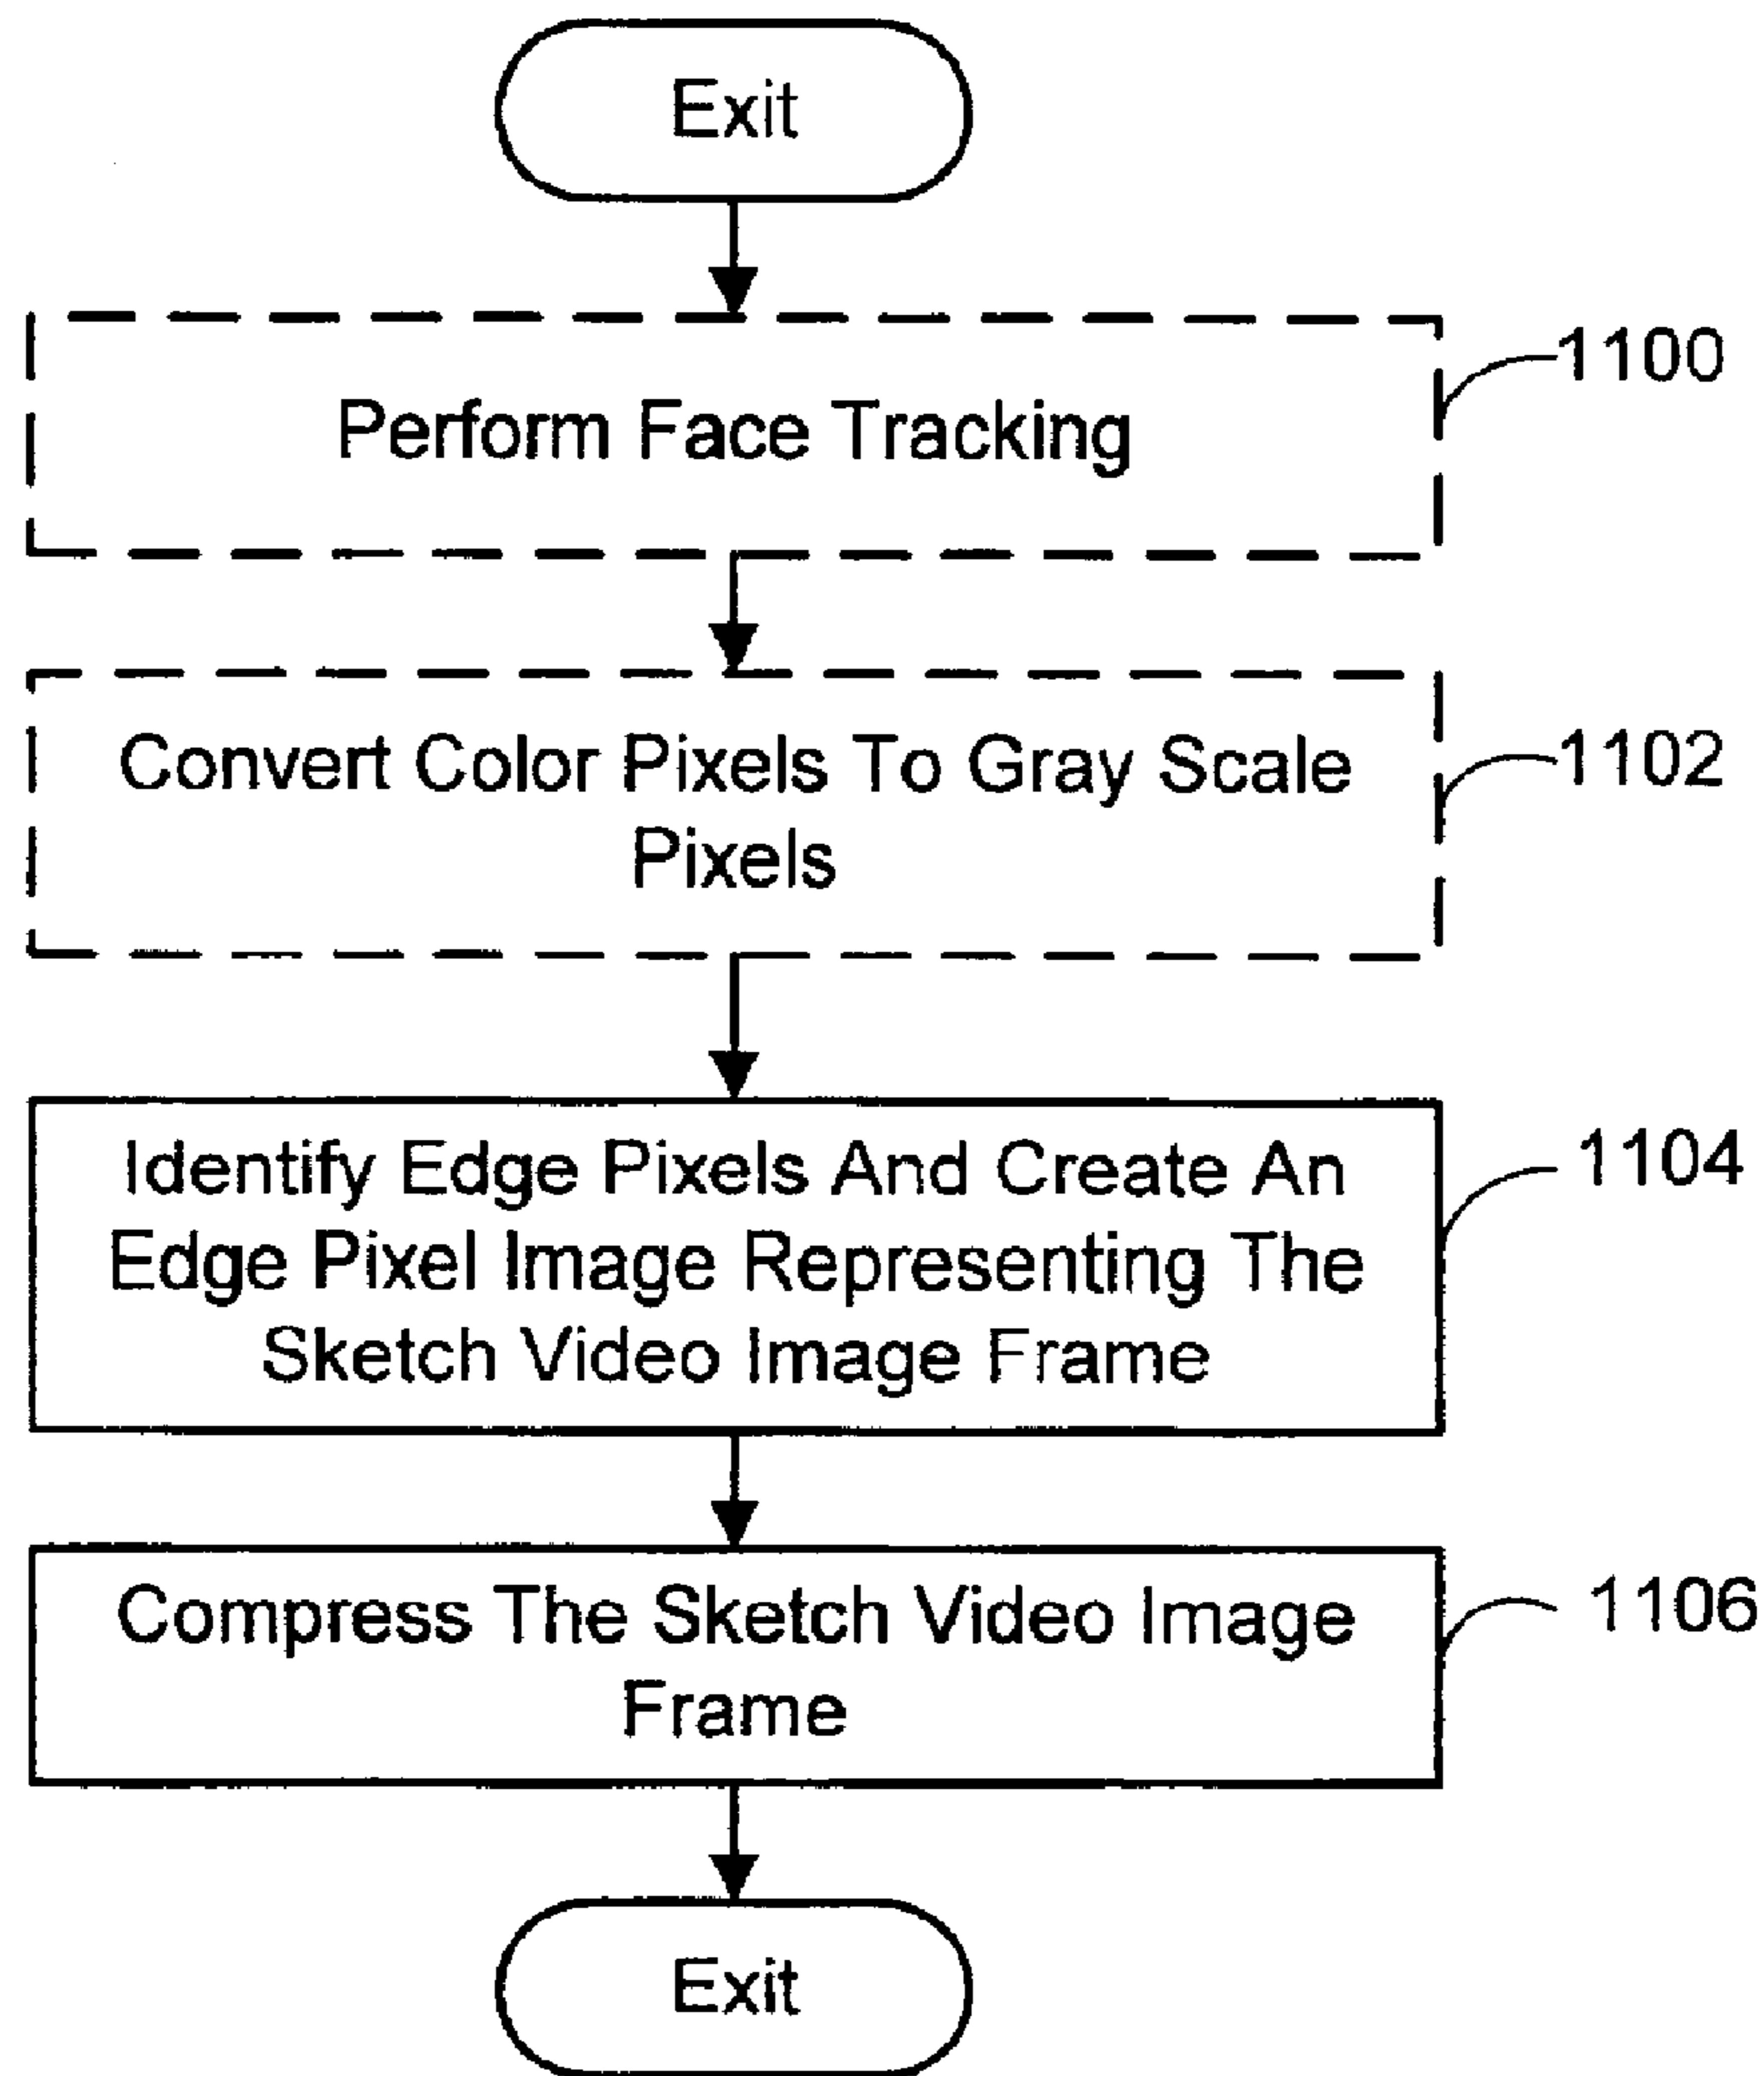 Exit
Perform Face Tracking
1100
Convert Color Pixels To Gray Scale
Pixels
1102
Identify Edge Pixels And Create An
Edge Pixel Image Representing The
Sketch Video Image Frame
1104
Compress The Sketch Video Image
Frame
1106
Exit